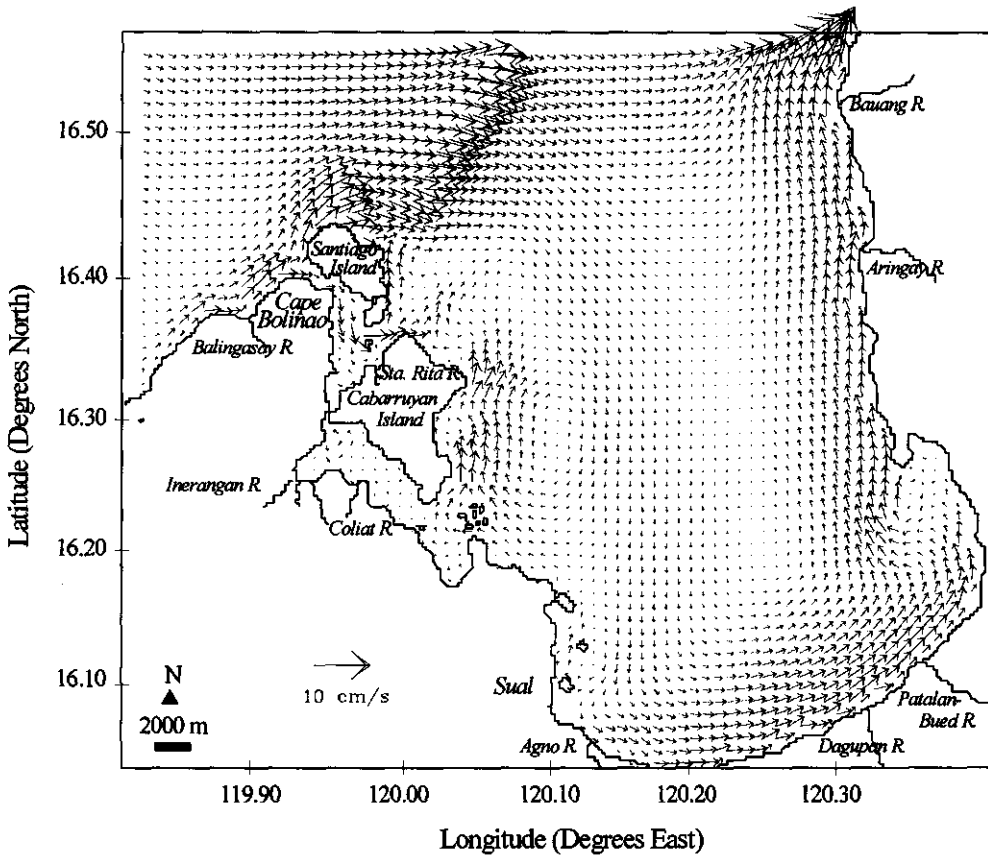 Bauang R
16.50
Santiago
Island
16.40
Aringay R
Cape
Bolinao
Balingasay R
Sta. Rita R
Cabarruyan
Island
16.30
Inerangan R
Coliat R
16.20
16.10
N
2000 m
10 cm/s
Sual
Patalan-
Bued R
Agno R
Dagupan R
119.90
120.00
120.10
120.20
120.30
Latitude (Degrees North)
Longitude (Degrees East)